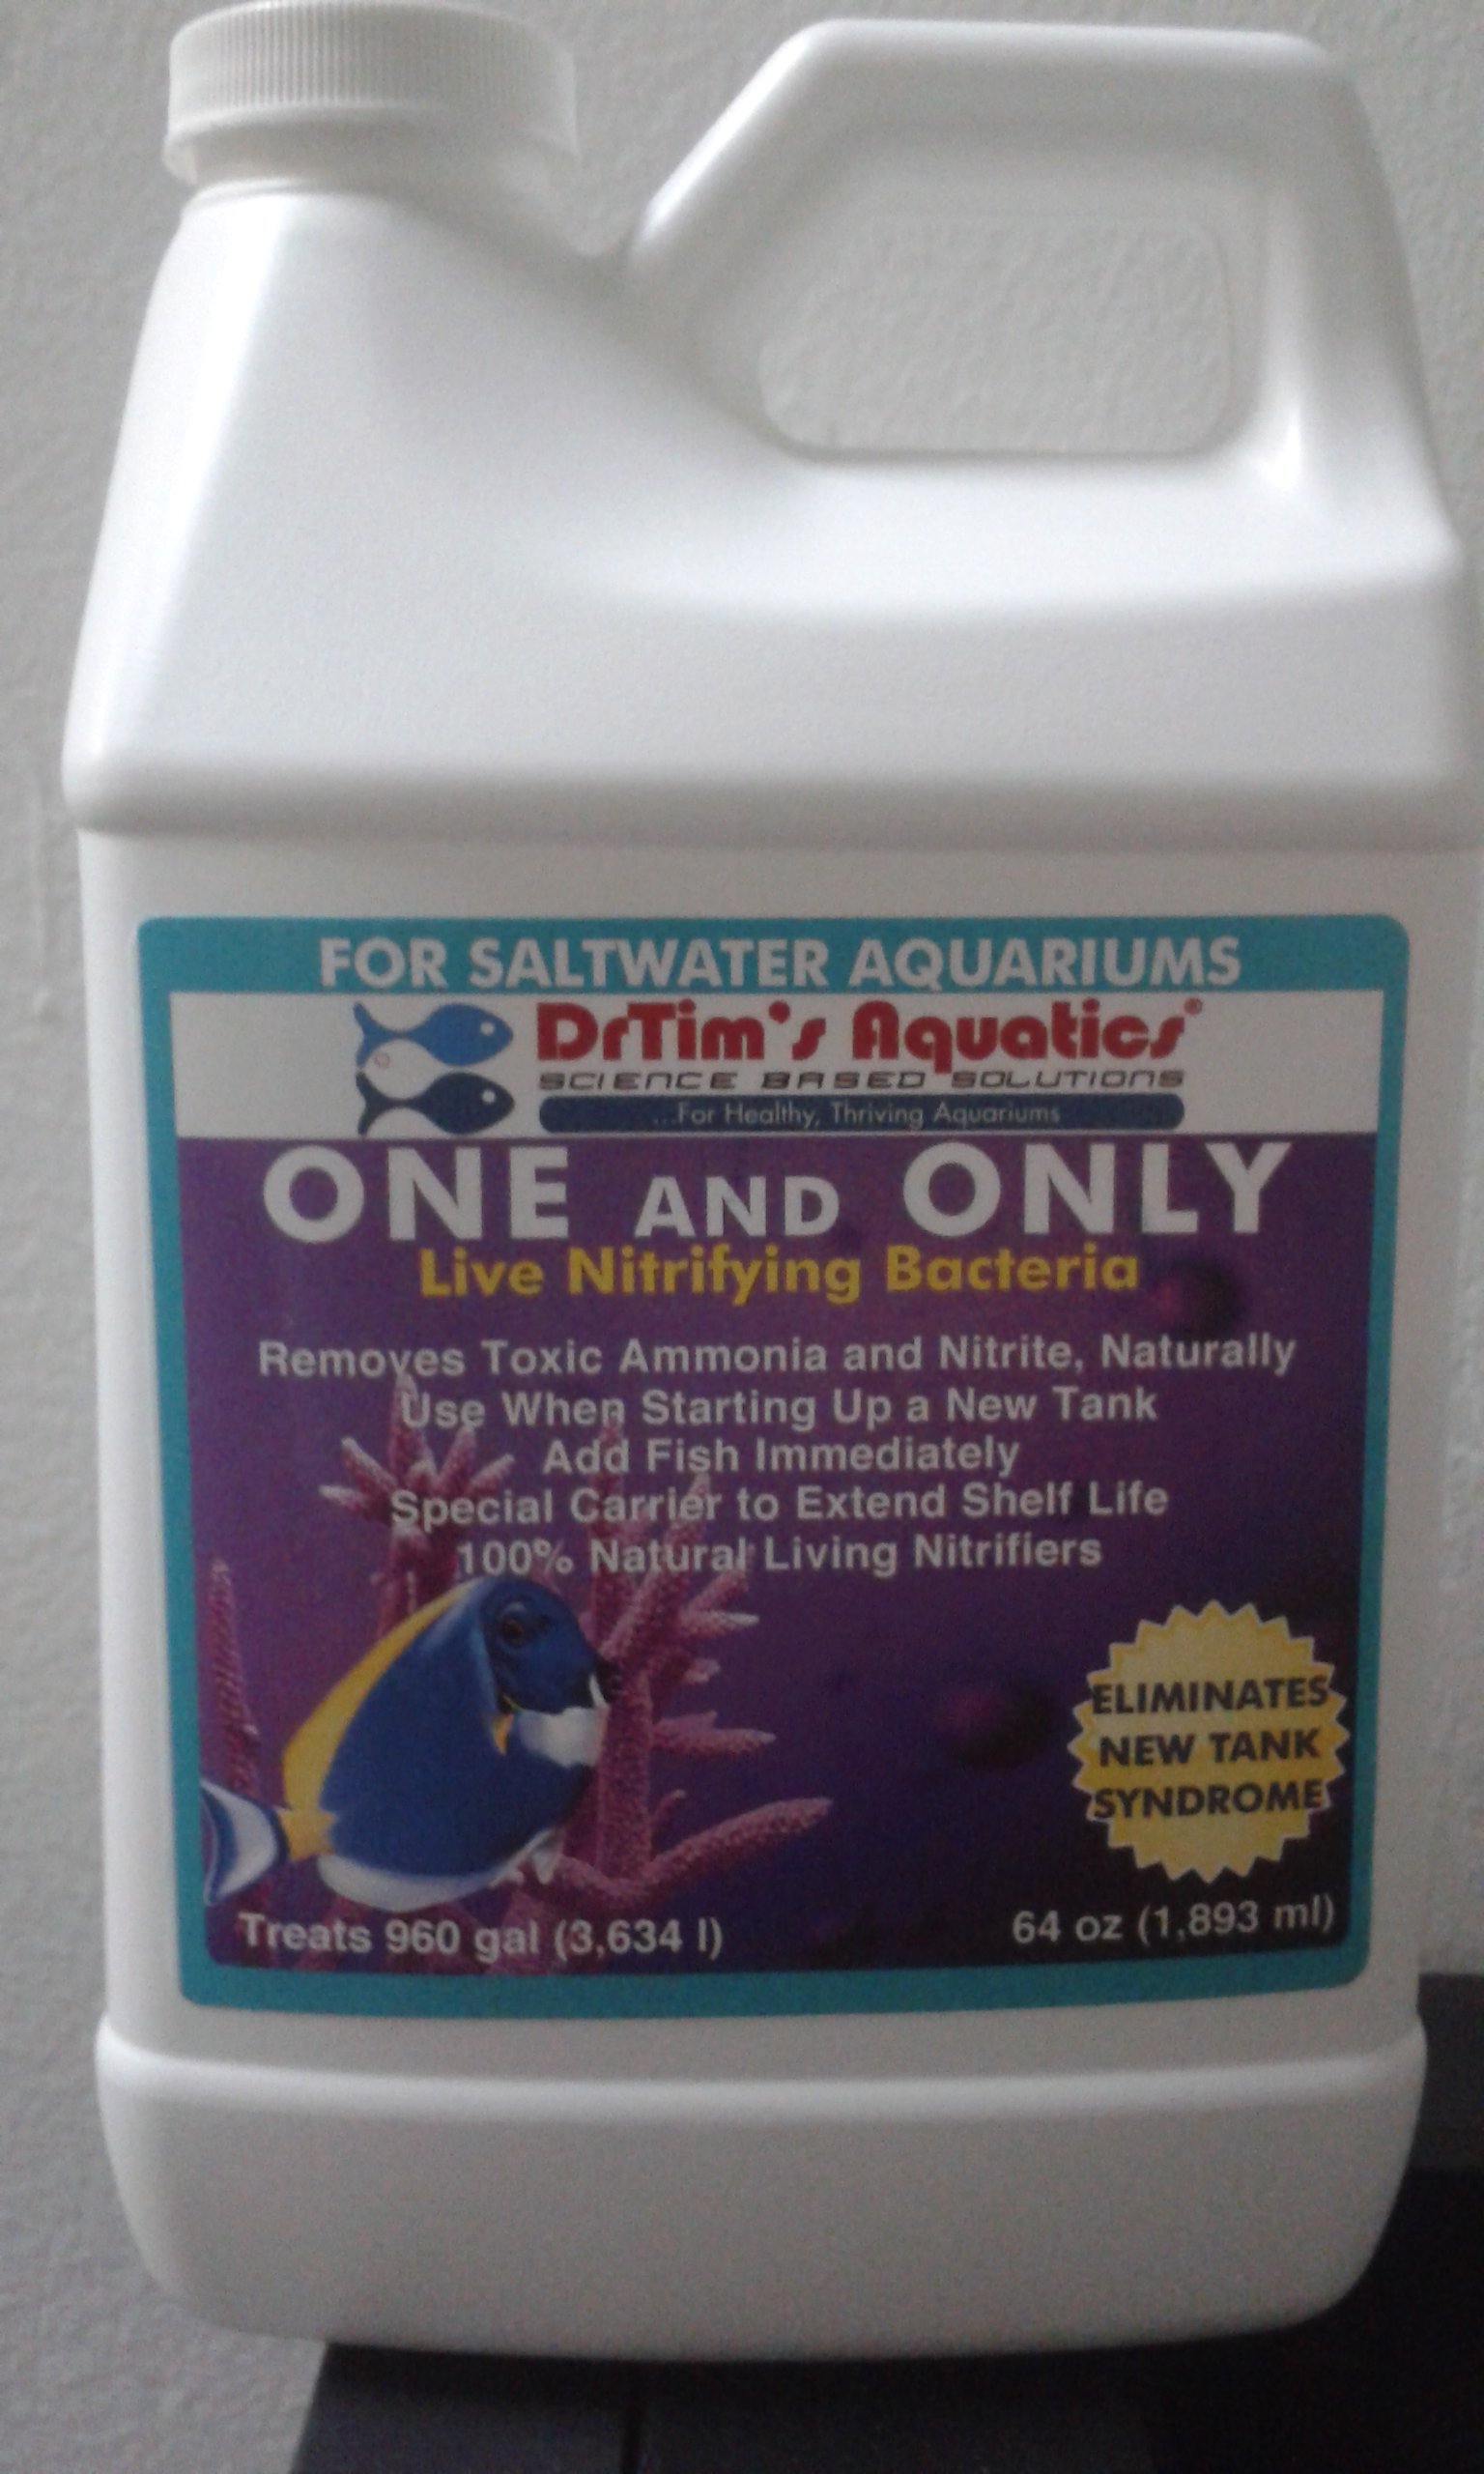 FOR SALTWATER AQUARIUMS
DrTim's Aquatics®
SCIENCE BASED SOLUTIONS
...For Healthy, Thriving Aquariums
ONE AND ONLY
Live Nitrifying Bacteria
Removes Toxic Ammonia and Nitrite, Naturally
Use When Starting Up a New Tank
Add Fish Immediately
Special Carrier to Extend Shelf Life
100% Natural Living Nitrifiers
ELIMINATES
NEW TANK
SYNDROME
Treats 960 gal (3,634 l)
64 oz (1,893 ml)